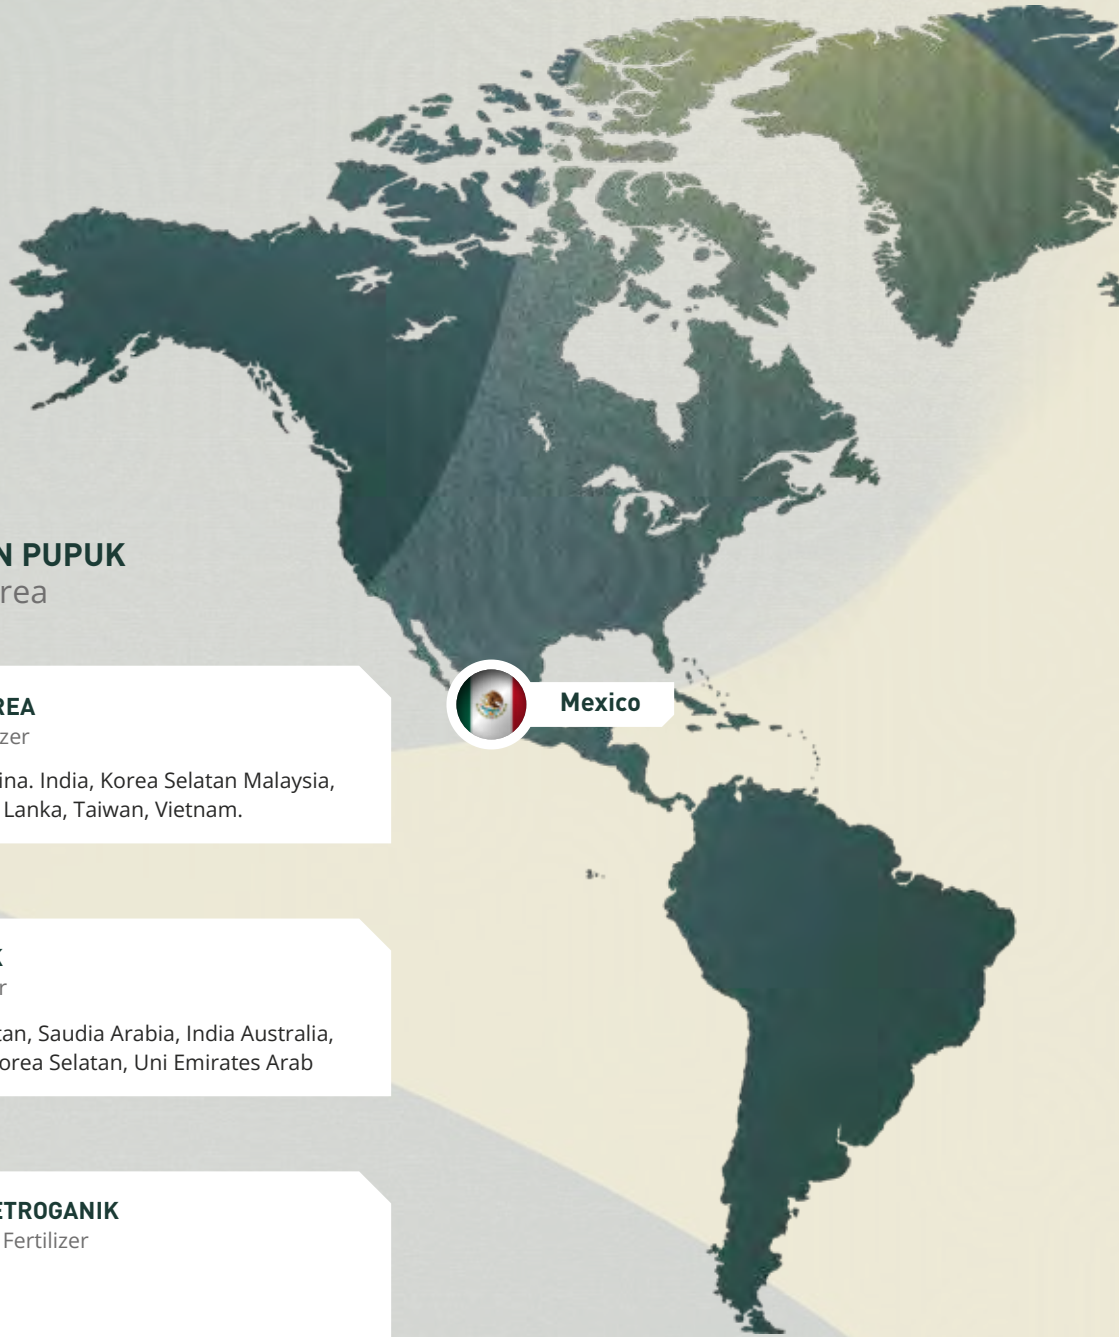 N PUPUK
rea
Mexico
REA
zer
ina. India, Korea Selatan Malaysia,
Lanka, Taiwan, Vietnam.
K
r
tan, Saudia Arabia, India Australia,
orea Selatan, Uni Emirates Arab
ETROGANIK
Fertilizer